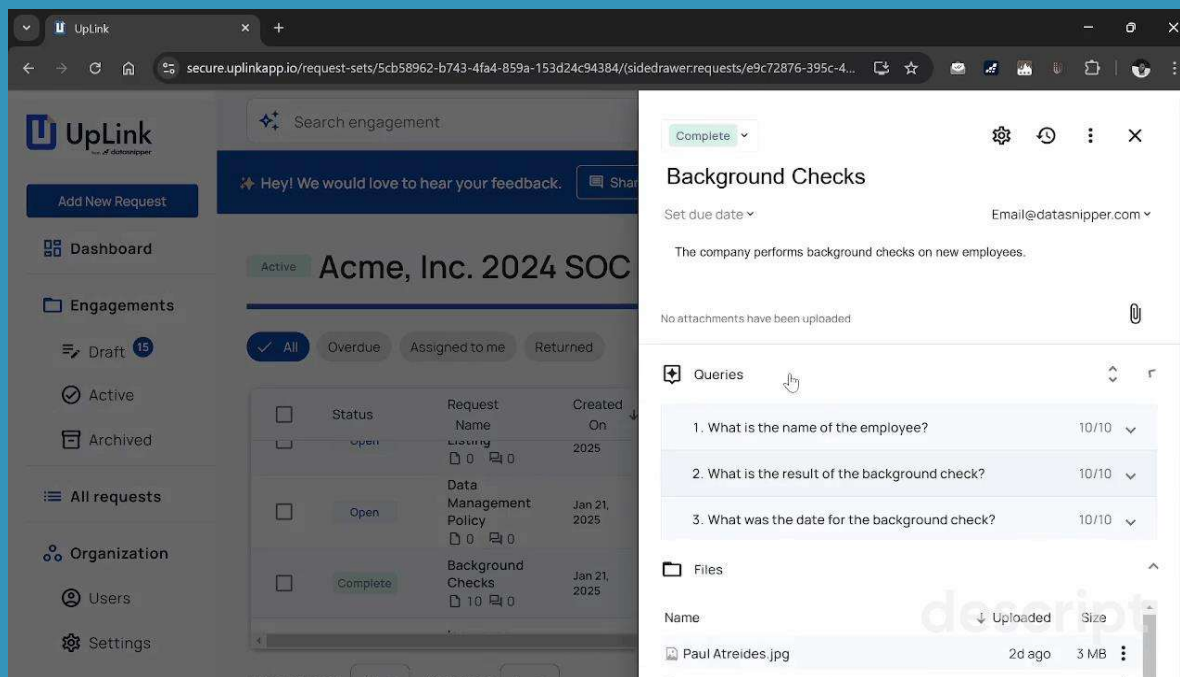 UpLink
secure.uplinkapp.io/request-sets/5cb58962-b743-4fa4-859a-153d24c94384/(sidedrawer:requests/e9c72876-395c-4...
UpLink
datasnipper
Search engagement
Hey! We would love to hear your feedback.
Shar
Add New Request
Dashboard
Engagements
Draft 15
Active
Archived
All requests
Organization
Users
Settings
Active
Acme, Inc. 2024 SOC
All
Overdue
Assigned to me
Returned
Status
Request
Name
Created
On
Open
Listing
2025
0 0
Open
Data
Management
Policy
Jan 21,
2025
0 0
Complete
Background
Checks
Jan 21,
2025
10 0
Complete
Background Checks
Set due date
Email@datasnipper.com
The company performs background checks on new employees.
No attachments have been uploaded
Queries
1. What is the name of the employee? 10/10
2. What is the result of the background check? 10/10
3. What was the date for the background check? 10/10
Files
Name Uploaded Size
Paul Atreides.jpg 2d ago 3 MB
descript